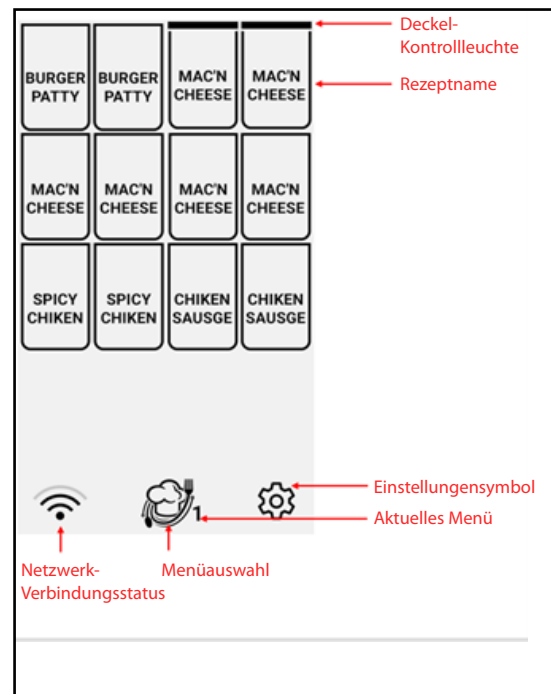 Deckel-
Kontrollleuchte
BURGER PATTY
BURGER PATTY
MAC'N CHEESE
MAC'N CHEESE
Rezeptname
MAC'N CHEESE
MAC'N CHEESE
MAC'N CHEESE
MAC'N CHEESE
SPICY CHIKEN
SPICY CHIKEN
CHIKEN SAUSGE
CHIKEN SAUSGE
Einstellungensymbol
1
Aktuelles Menü
Netzwerk-
Verbindungsstatus
Menüauswahl